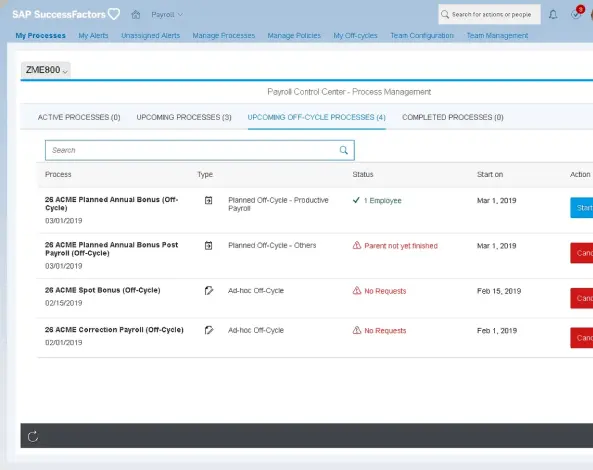 SAP SuccessFactors Payroll Search for actions or people 9
My Processes My Alerts Unassigned Alerts Manage Processes Manage Policies My Off-cycles Team Configuration Team Management
ZME800
Payroll Control Center - Process Management
ACTIVE PROCESSES (0) UPCOMING PROCESSES (3) UPCOMING OFF-CYCLE PROCESSES (4) COMPLETED PROCESSES (0)
Search
Process Type Status Start on Action
26 ACME Planned Annual Bonus (Off-
Cycle)
03/01/2019
Planned Off-Cycle - Productive
Payroll
1 Employee
Mar 1, 2019
Start
26 ACME Planned Annual Bonus Post
Payroll (Off-Cycle)
03/01/2019
Planned Off-Cycle - Others
Parent not yet finished
Mar 1, 2019
Canc
26 ACME Spot Bonus (Off-Cycle)
02/15/2019
Ad-hoc Off-Cycle
No Requests
Feb 15, 2019
Canc
26 ACME Correction Payroll (Off-Cycle)
02/01/2019
Ad-hoc Off-Cycle
No Requests
Feb 1, 2019
Canc